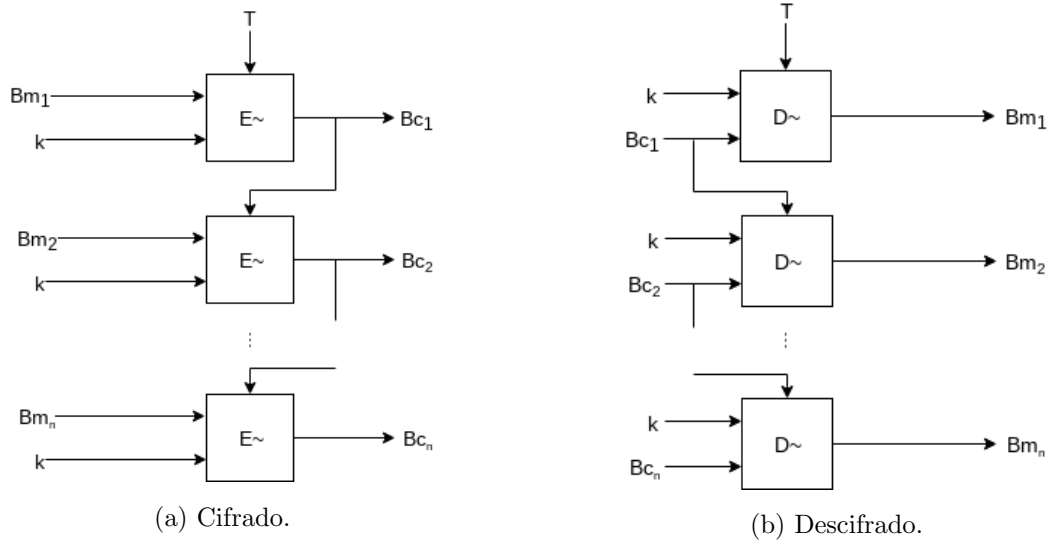 T
Bm1
k
E~
Bc1
Bm2
k
E~
Bc2
Bmn
k
E~
Bcn
(a) Cifrado.
T
k
Bc1
D~
Bm1
k
Bc2
D~
Bm2
k
Bcn
D~
Bmn
(b) Descifrado.